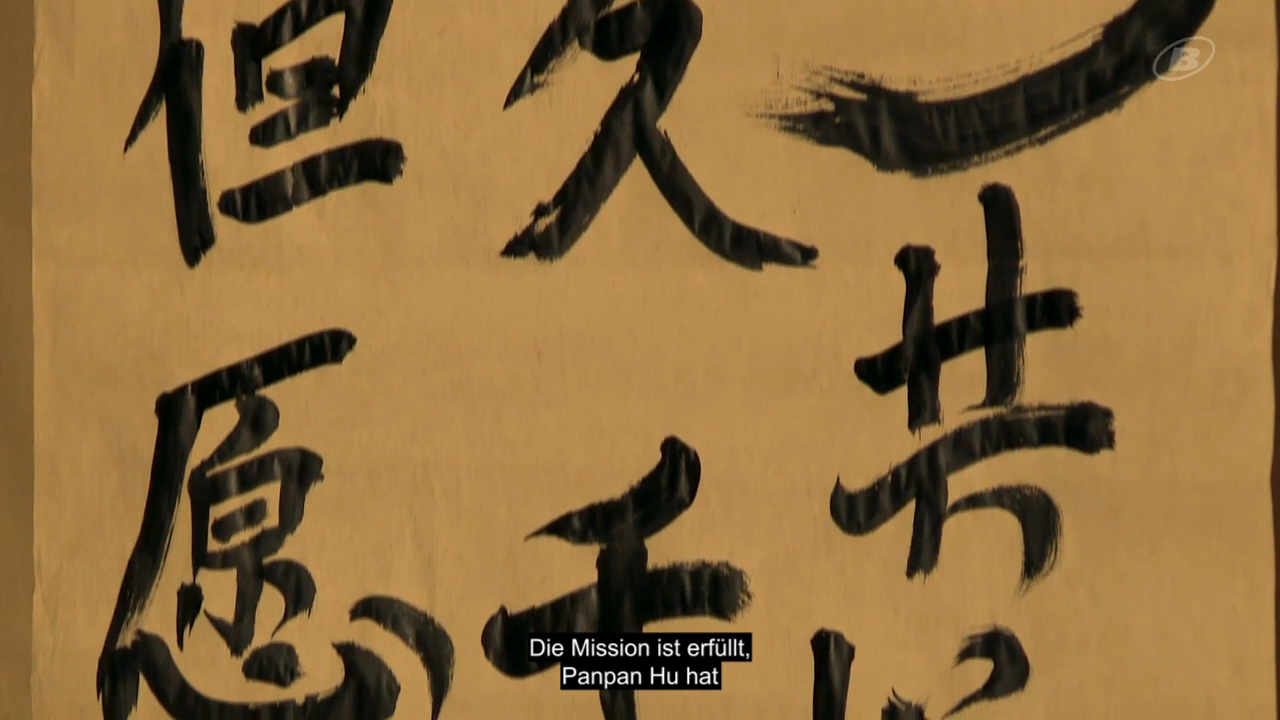 但愿
久千
共
B
Die Mission ist erfüllt,
Panpan Hu hat